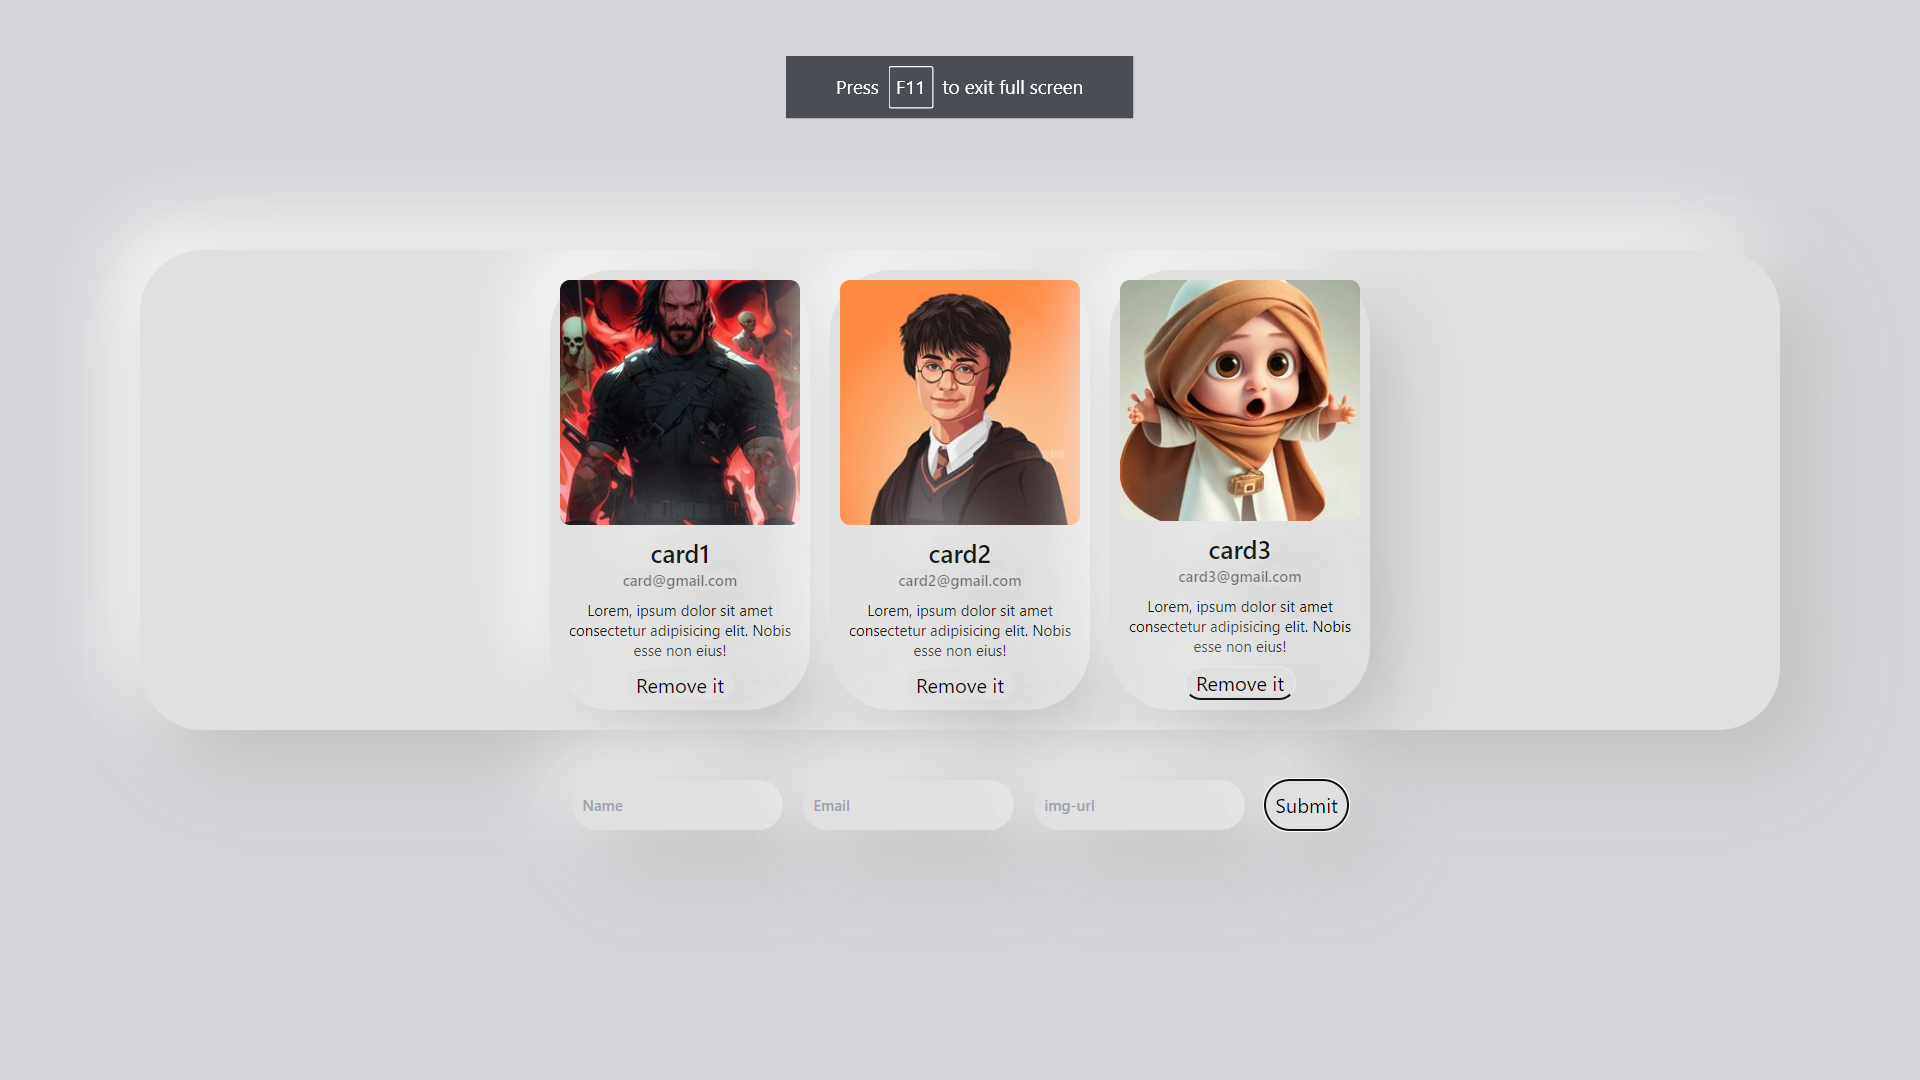 Press F11 to exit full screen
card1
card@gmail.com
Lorem, ipsum dolor sit amet
consectetur adipisicing elit. Nobis
esse non eius!
Remove it
card2
card2@gmail.com
Lorem, ipsum dolor sit amet
consectetur adipisicing elit. Nobis
esse non eius!
Remove it
card3
card3@gmail.com
Lorem, ipsum dolor sit amet
consectetur adipisicing elit. Nobis
esse non eius!
Remove it
Name
Email
img-url
Submit